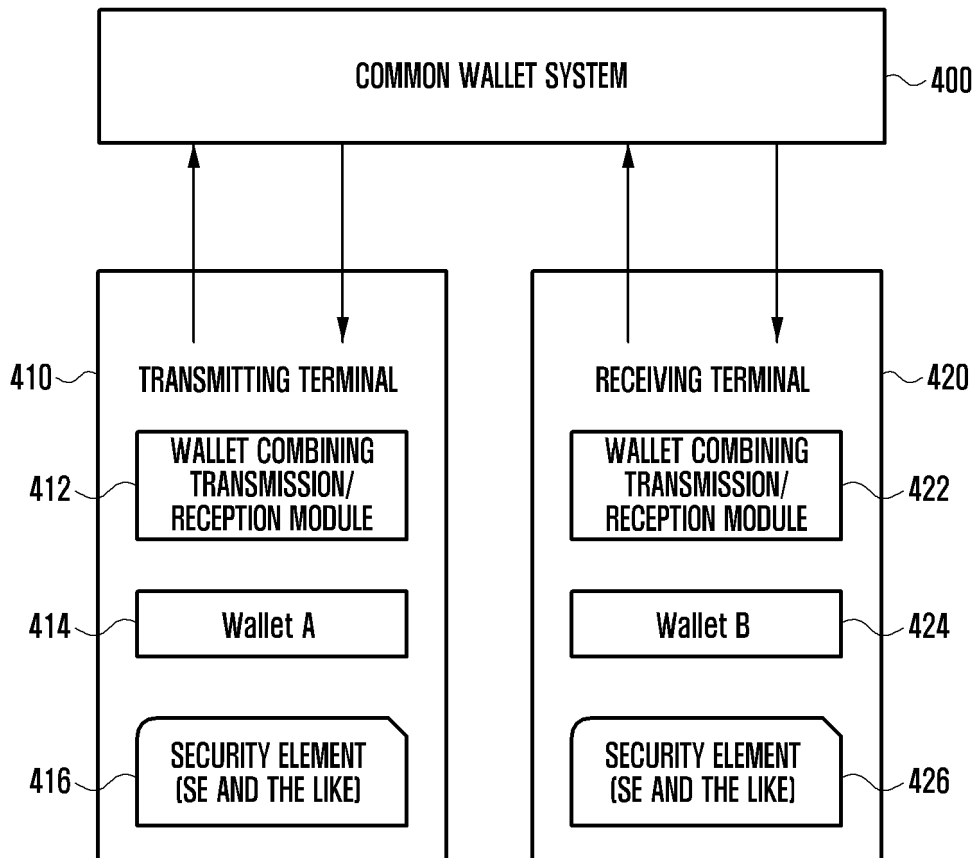 COMMON WALLET SYSTEM
400
410
TRANSMITTING TERMINAL
WALLET COMBINING
TRANSMISSION/
RECEPTION MODULE
412
Wallet A
414
SECURITY ELEMENT
(SE AND THE LIKE)
416
RECEIVING TERMINAL
420
WALLET COMBINING
TRANSMISSION/
RECEPTION MODULE
422
Wallet B
424
SECURITY ELEMENT
(SE AND THE LIKE)
426